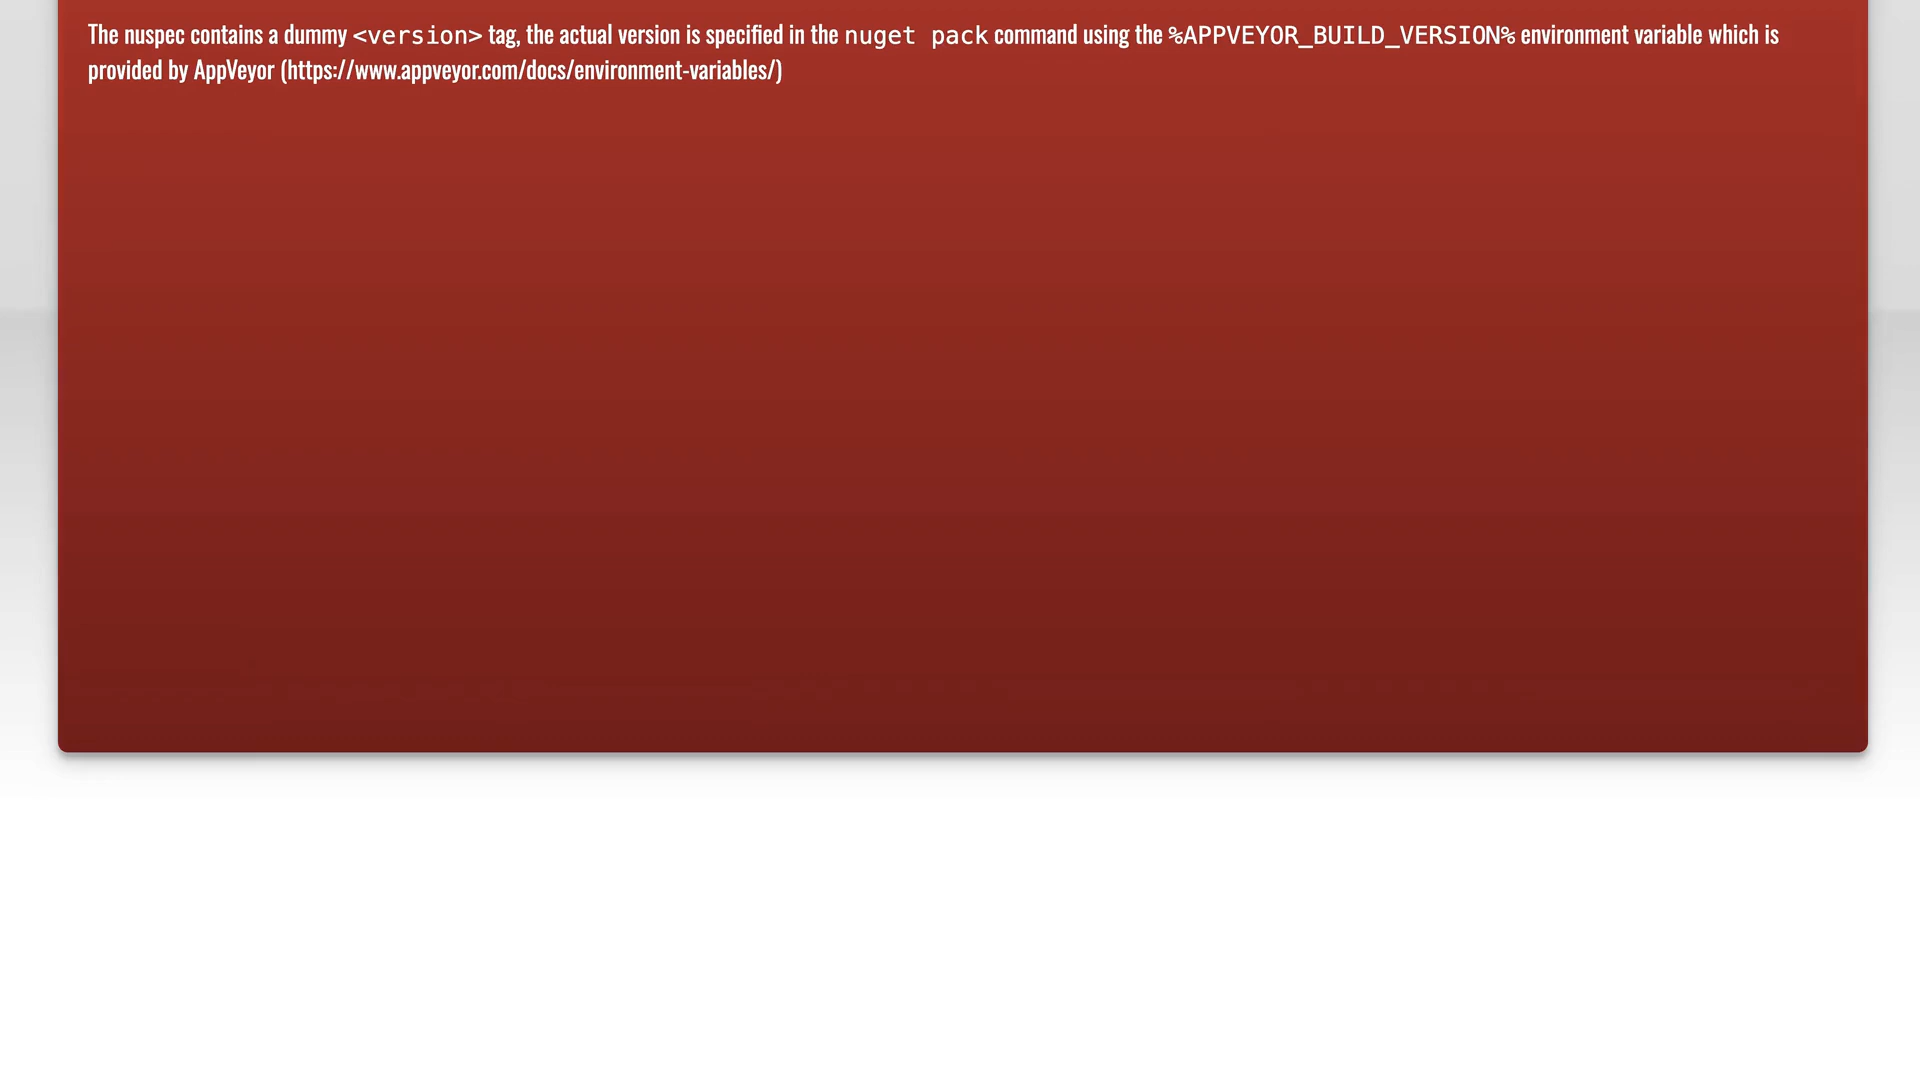 The nuspec contains a dummy <version> tag, the actual version is specified in the nuget pack command using the %APPVEYOR_BUILD_VERSION% environment variable which is
provided by AppVeyor (https://www.appveyor.com/docs/environment-variables/)